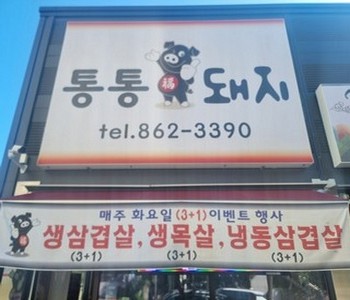 통통 福 돼지
tel.862-3390
매주 화요일 (3+1) 이벤트 행사
생삼겹살, 생목살, 냉동삼겹살
(3+1) (3+1) (3+1)